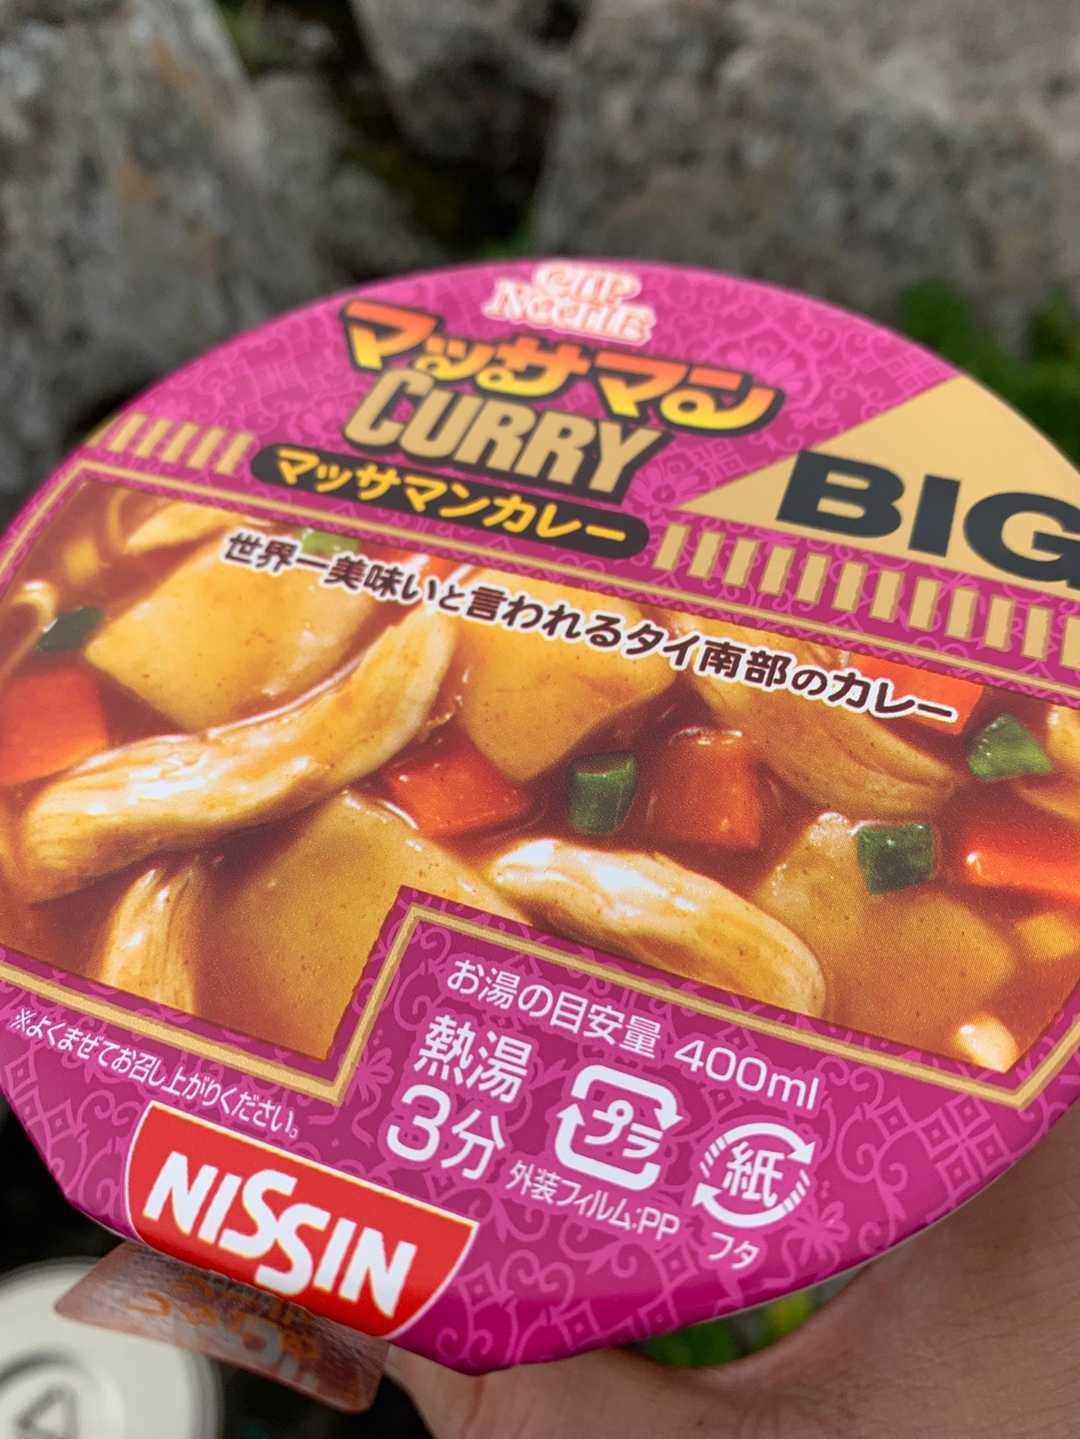 CUP
NOODLE
マッサマン
CURRY
マッサマンカレー
BIG
世界一美味いと言われるタイ南部のカレー
お湯の目安量 400ml
熱湯
3分
プラ
外装フィルム:PP
紙
フタ
※よくまぜてお召し上がりください。
NISSIN